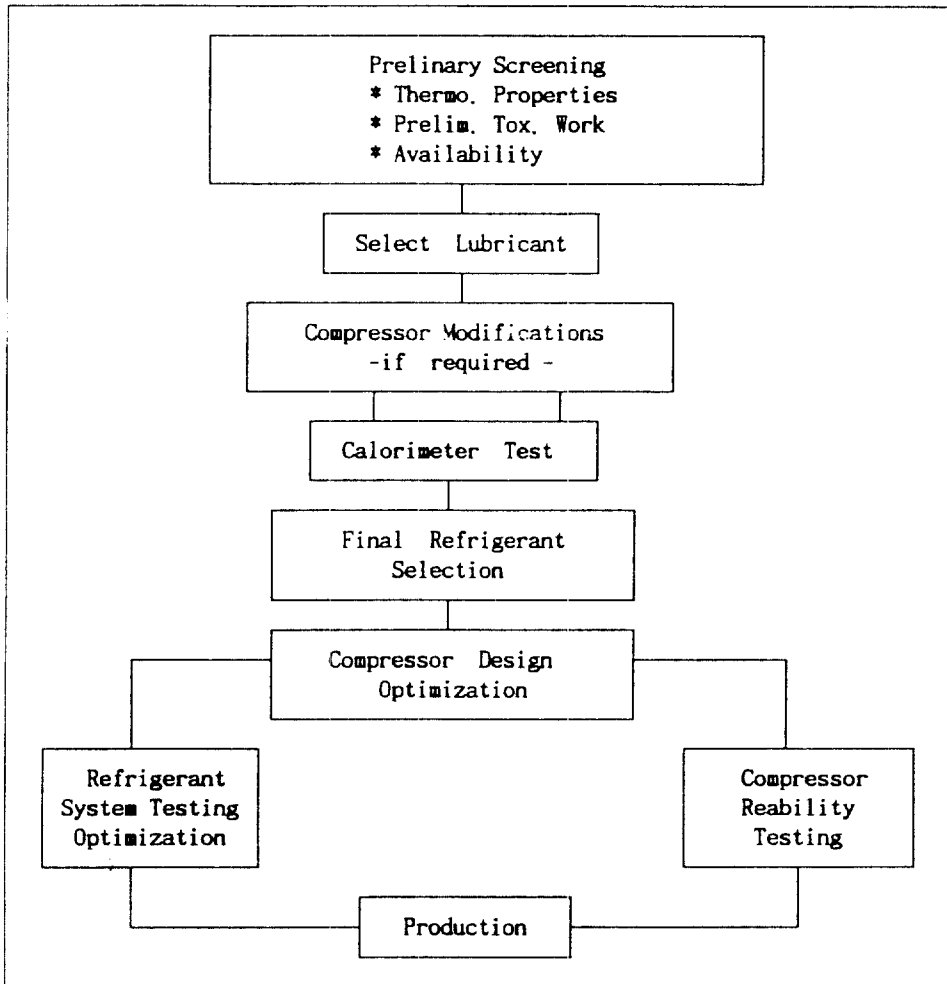 Prelinary Screening
* Thermo. Properties
* Prelim. Tox. Work
* Availability
Select Lubricant
Compressor Modifications
-if required -
Calorimeter Test
Final Refrigerant
Selection
Compressor Design
Optimization
Refrigerant
System Testing
Optimization
Compressor
Reability
Testing
Production